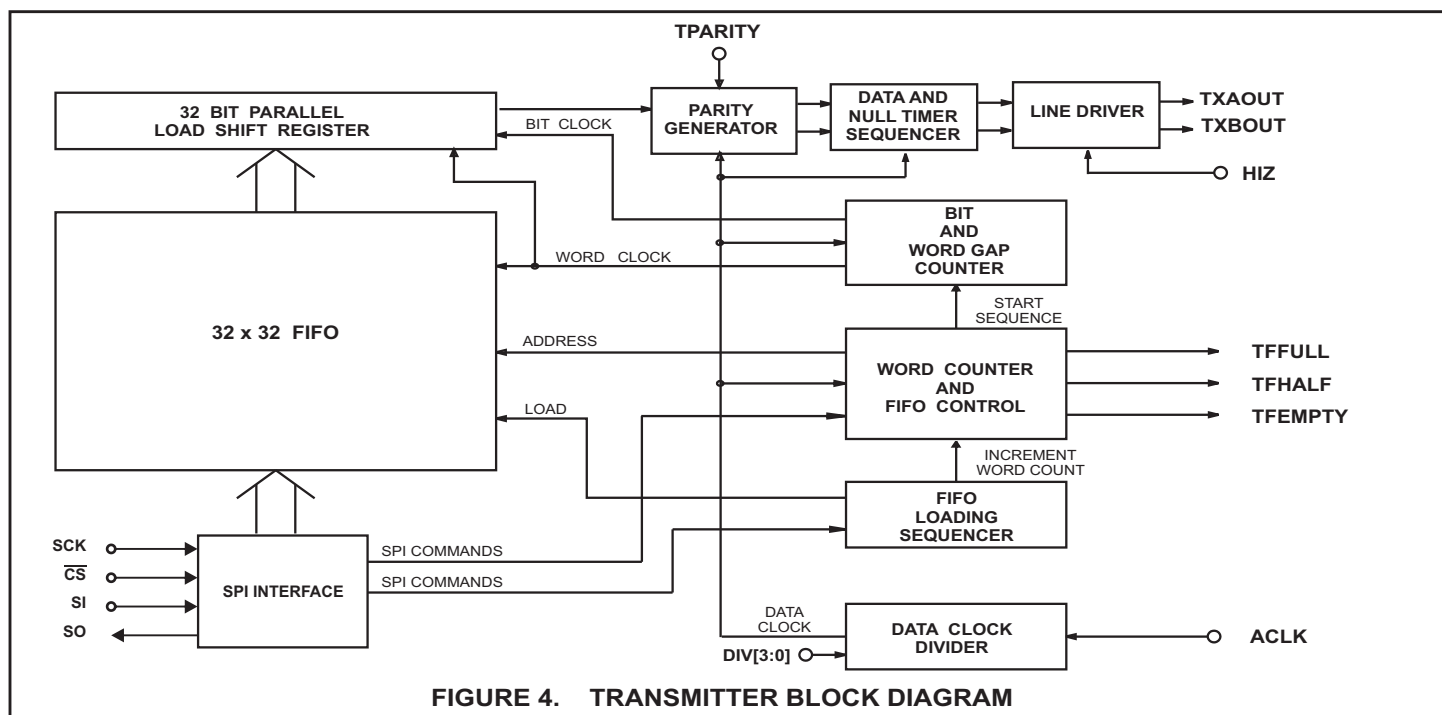 TPARITY
32 BIT PARALLEL
LOAD SHIFT REGISTER
BIT CLOCK
PARITY
GENERATOR
DATA AND
NULL TIMER
SEQUENCER
LINE DRIVER
TXAOUT
TXBOUT
HIZ
BIT
AND
WORD GAP
COUNTER
WORD CLOCK
START
SEQUENCE
32 x 32 FIFO
ADDRESS
WORD COUNTER
AND
FIFO CONTROL
TFFULL
TFHALF
TFEMPTY
LOAD
INCREMENT
WORD COUNT
FIFO
LOADING
SEQUENCER
SCK
CS
SI
SO
SPI INTERFACE
SPI COMMANDS
SPI COMMANDS
DATA
CLOCK
DIV[3:0]
DATA CLOCK
DIVIDER
ACLK
FIGURE 4. TRANSMITTER BLOCK DIAGRAM